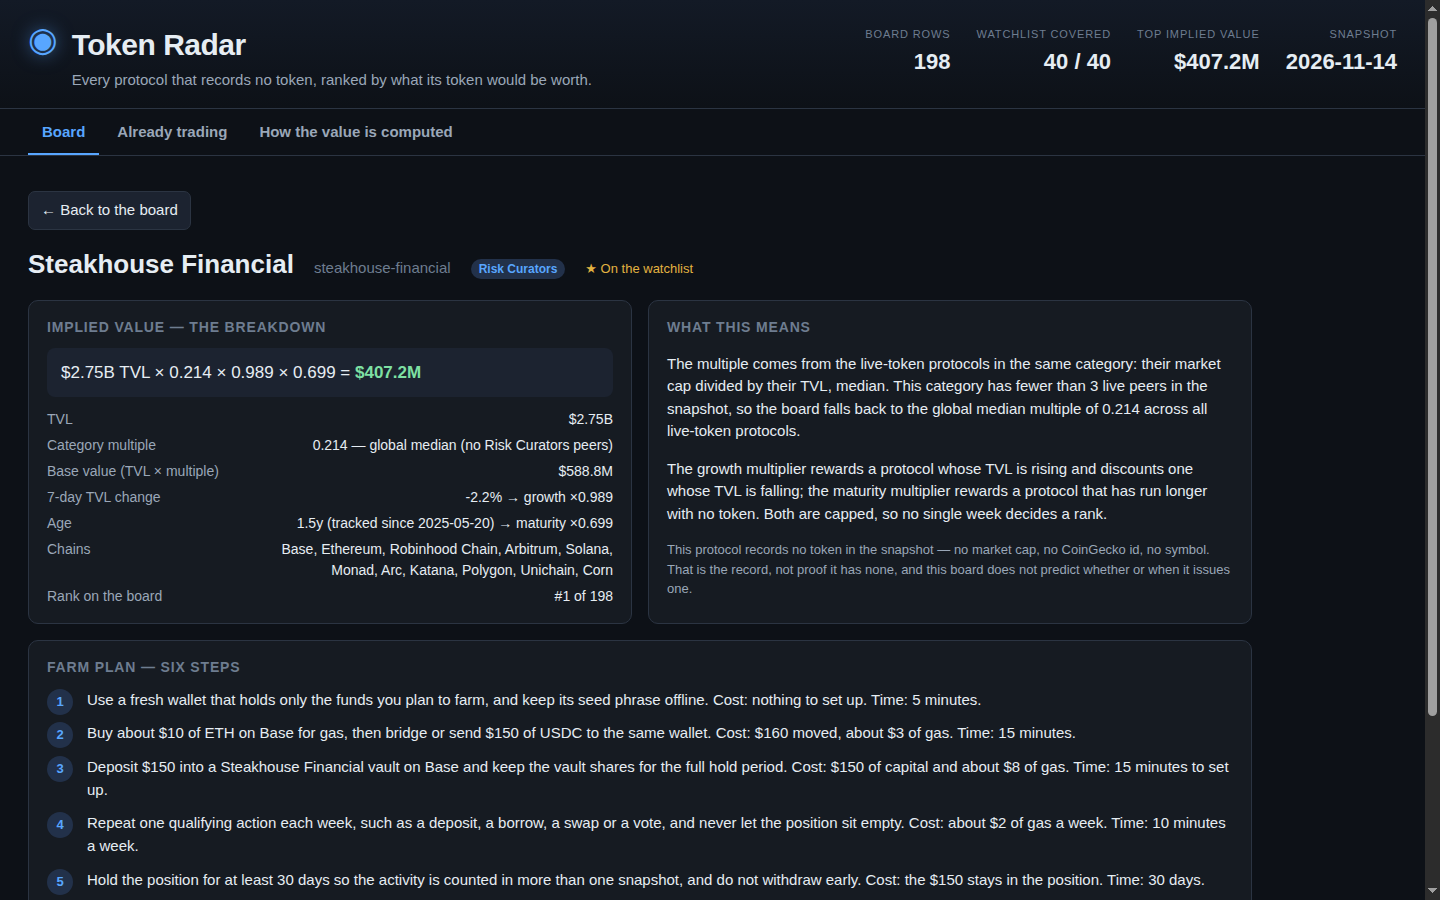 Token Radar
Every protocol that records no token, ranked by what its token would be worth.
BOARD ROWS
198
WATCHLIST COVERED
40 / 40
TOP IMPLIED VALUE
$407.2M
SNAPSHOT
2026-11-14
Board
Already trading
How the value is computed
← Back to the board
Steakhouse Financial steakhouse-financial Risk Curators ★ On the watchlist
IMPLIED VALUE — THE BREAKDOWN
$2.75B TVL × 0.214 × 0.989 × 0.699 = $407.2M
TVL $2.75B
Category multiple 0.214 — global median (no Risk Curators peers)
Base value (TVL × multiple) $588.8M
7-day TVL change -2.2% → growth ×0.989
Age 1.5y (tracked since 2025-05-20) → maturity ×0.699
Chains Base, Ethereum, Robinhood Chain, Arbitrum, Solana,
Monad, Arc, Katana, Polygon, Unichain, Corn
Rank on the board #1 of 198
WHAT THIS MEANS
The multiple comes from the live-token protocols in the same category: their market
cap divided by their TVL, median. This category has fewer than 3 live peers in the
snapshot, so the board falls back to the global median multiple of 0.214 across all
live-token protocols.
The growth multiplier rewards a protocol whose TVL is rising and discounts one
whose TVL is falling; the maturity multiplier rewards a protocol that has run longer
with no token. Both are capped, so no single week decides a rank.
This protocol records no token in the snapshot — no market cap, no CoinGecko id, no symbol.
That is the record, not proof it has none, and this board does not predict whether or when it issues
one.
FARM PLAN — SIX STEPS
1 Use a fresh wallet that holds only the funds you plan to farm, and keep its seed phrase offline. Cost: nothing to set up. Time: 5 minutes.
2 Buy about $10 of ETH on Base for gas, then bridge or send $150 of USDC to the same wallet. Cost: $160 moved, about $3 of gas. Time: 15 minutes.
3 Deposit $150 into a Steakhouse Financial vault on Base and keep the vault shares for the full hold period. Cost: $150 of capital and about $8 of gas. Time: 15 minutes to set
up.
4 Repeat one qualifying action each week, such as a deposit, a borrow, a swap or a vote, and never let the position sit empty. Cost: about $2 of gas a week. Time: 10 minutes
a week.
5 Hold the position for at least 30 days so the activity is counted in more than one snapshot, and do not withdraw early. Cost: the $150 stays in the position. Time: 30 days.